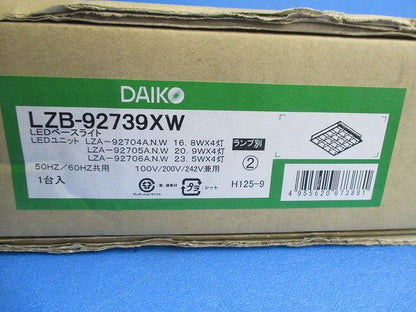 DAIKO
LZB-92739XW
LEDベースライト
LEDユニット LZA-92704A.N.W 16.8WX4灯
LZA-92705A.N.W 20.9WX4灯
LZA-92706A.N.W 23.5WX4灯
ランプ別
②
50HZ/60HZ共用 100V/200V/242V兼用
1台入
H125-9
4 955620 673881